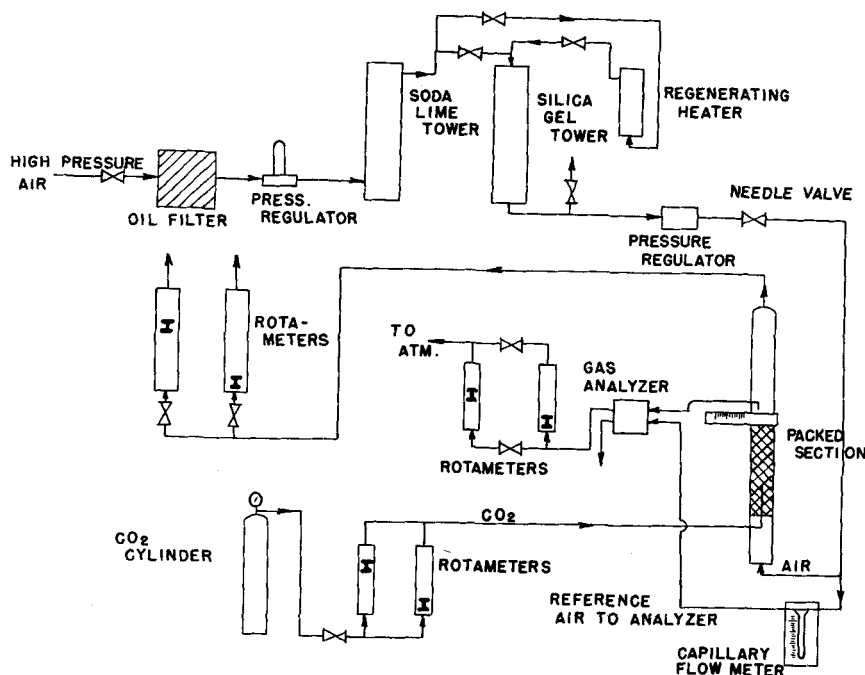 SODA
LIME
TOWER
SILICA
GEL
TOWER
REGENERATING
HEATER
HIGH PRESSURE
AIR
OIL FILTER
PRESS.
REGULATOR
NEEDLE VALVE
PRESSURE
REGULATOR
ROTA-
METERS
TO
ATM.
GAS
ANALYZER
PACKED
SECTION
ROTAMETERS
CO2
CO2
CYLINDER
ROTAMETERS
AIR
REFERENCE
AIR TO ANALYZER
CAPILLARY
FLOW METER